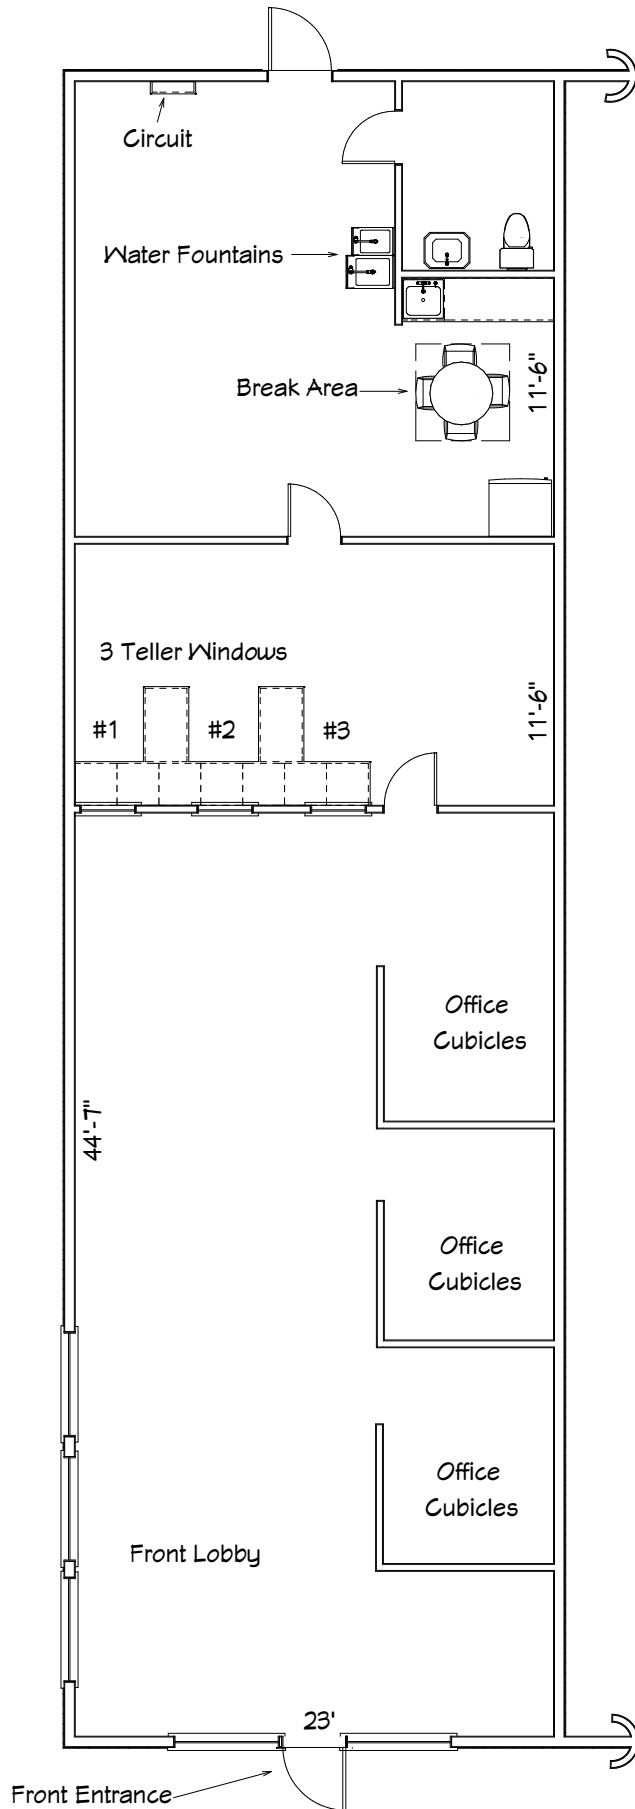 Circuit
Water Fountains
Break Area
11'-6"
3 Teller Windows
11'-6"
#1 #2 #3
Office
Cubicles
44'-7"
Office
Cubicles
Office
Cubicles
Front Lobby
23'
Front Entrance